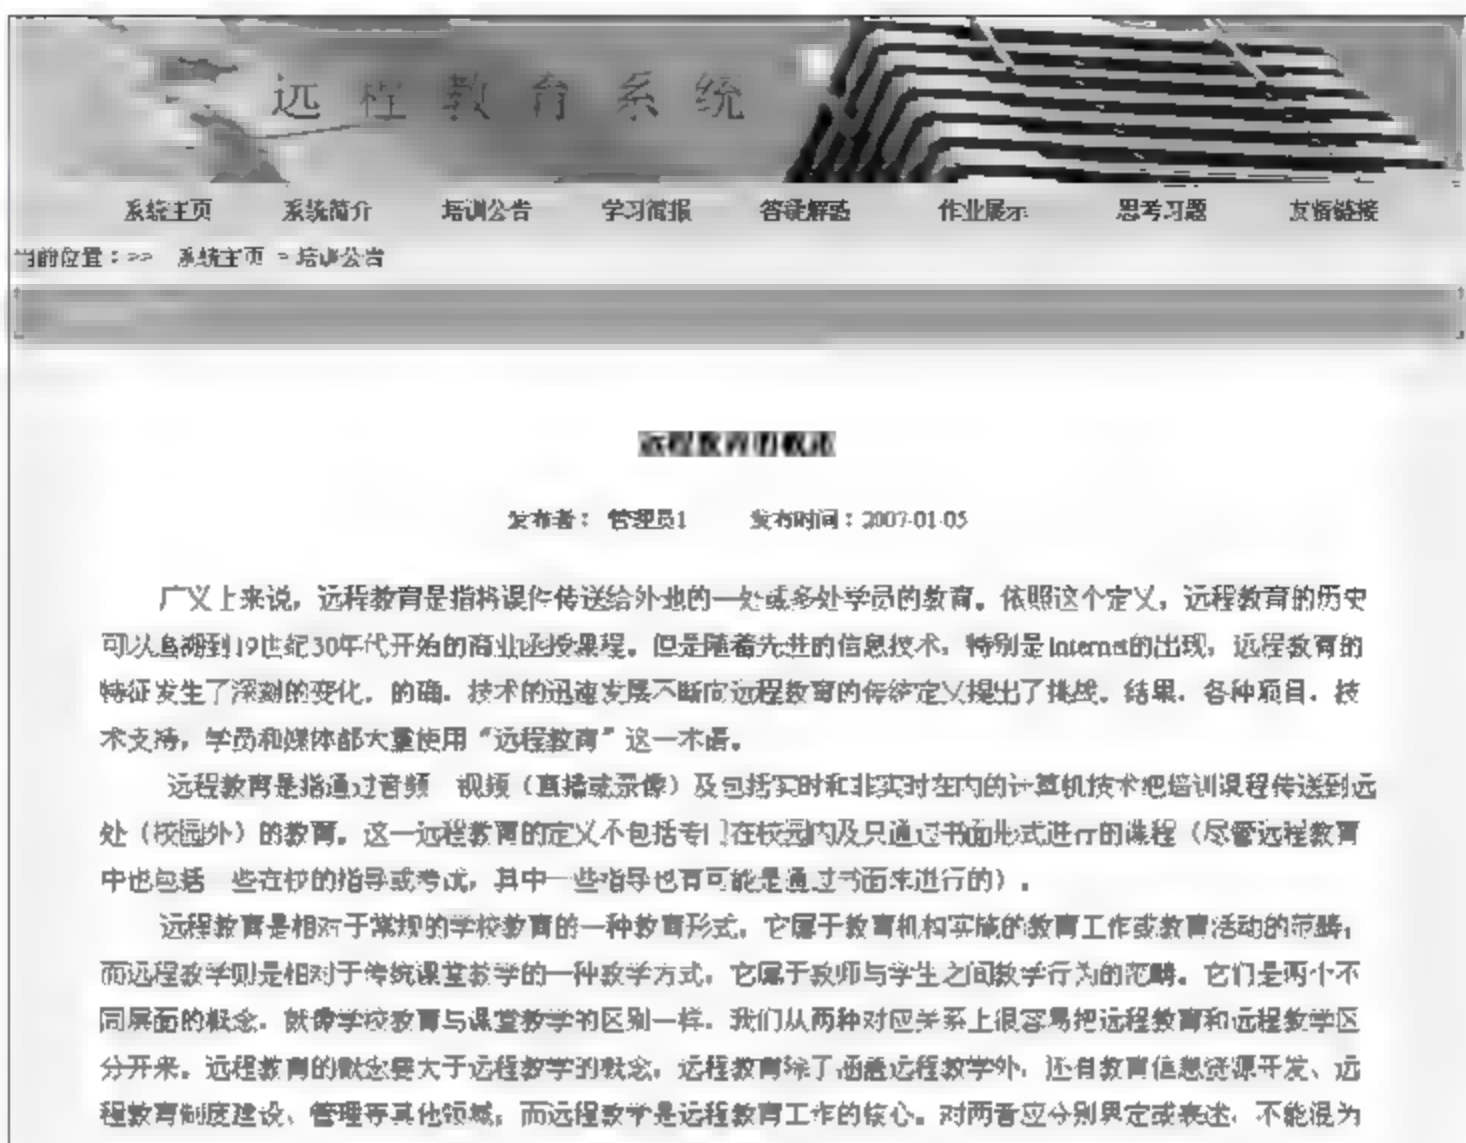 远程教育系统
系统主页 系统简介 培训公告 学习简报 答疑解惑 作业展示 思考习题 友情链接
当前位置：>> 系统主页 > 培训公告
远程教育的概述
发布者： 管理员1 发布时间：2007-01-05
广义上来说，远程教育是指将课件传送给外地的一处或多处学员的教育。依照这个定义，远程教育的历史
可以追溯到19世纪30年代开始的商业函授课程。但是随着先进的信息技术，特别是Internet的出现，远程教育的
特征发生了深刻的变化。的确，技术的迅速发展不断向远程教育的传统定义提出了挑战。结果，各种项目、技
术支持，学员和媒体都大量使用“远程教育”这一术语。
远程教育是指通过音频 视频（直播或录像）及包括实时和非实时在内的计算机技术把培训课程传送到远
处（校园外）的教育。这一远程教育的定义不包括专门在校园内及只通过书面形式进行的课程（尽管远程教育
中也包括一些在校的指导或考试，其中一些指导也有可能是通过书面来进行的）。
远程教育是相对于常规的学校教育的一种教育形式，它属于教育机构实施的教育工作或教育活动的范畴；
而远程教学则是相对于传统课堂教学的一种教学方式，它属于教师与学生之间教学行为的范畴。它们是两个不
同层面的概念，就像学校教育与课堂教学的区别一样，我们从两种对应关系上很容易把远程教育和远程教学区
分开来。远程教育的概念要大于远程教学的概念，远程教育除了涵盖远程教学外，还有教育信息资源开发、远
程教育制度建设、管理等其他领域；而远程教学是远程教育工作的核心。对两者应分别界定或表述，不能混为